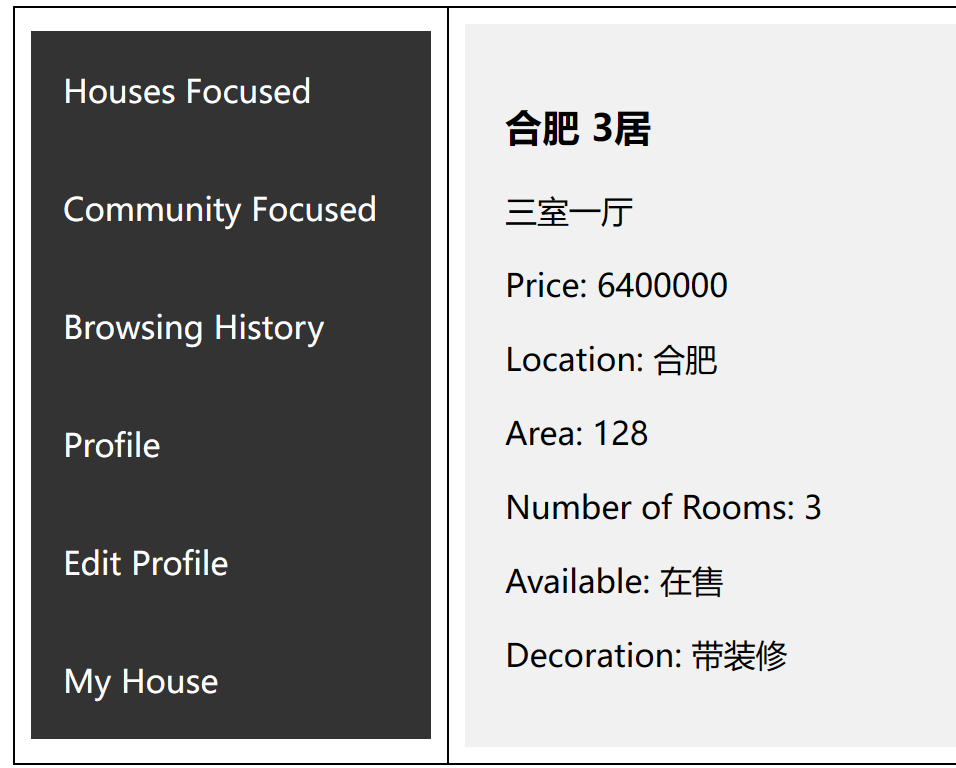 Houses Focused
Community Focused
Browsing History
Profile
Edit Profile
My House
合肥 3居
三室一厅
Price: 6400000
Location: 合肥
Area: 128
Number of Rooms: 3
Available: 在售
Decoration: 带装修